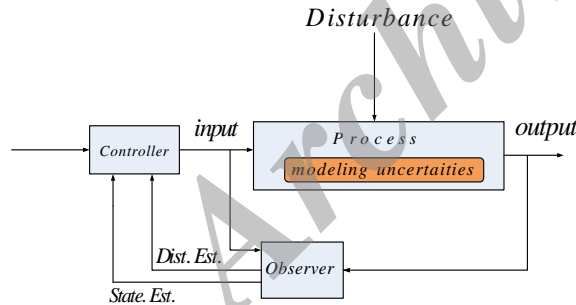 Disturbance
input
Process
output
Controller
modeling uncertaities
Dist. Est.
Observer
State. Est.